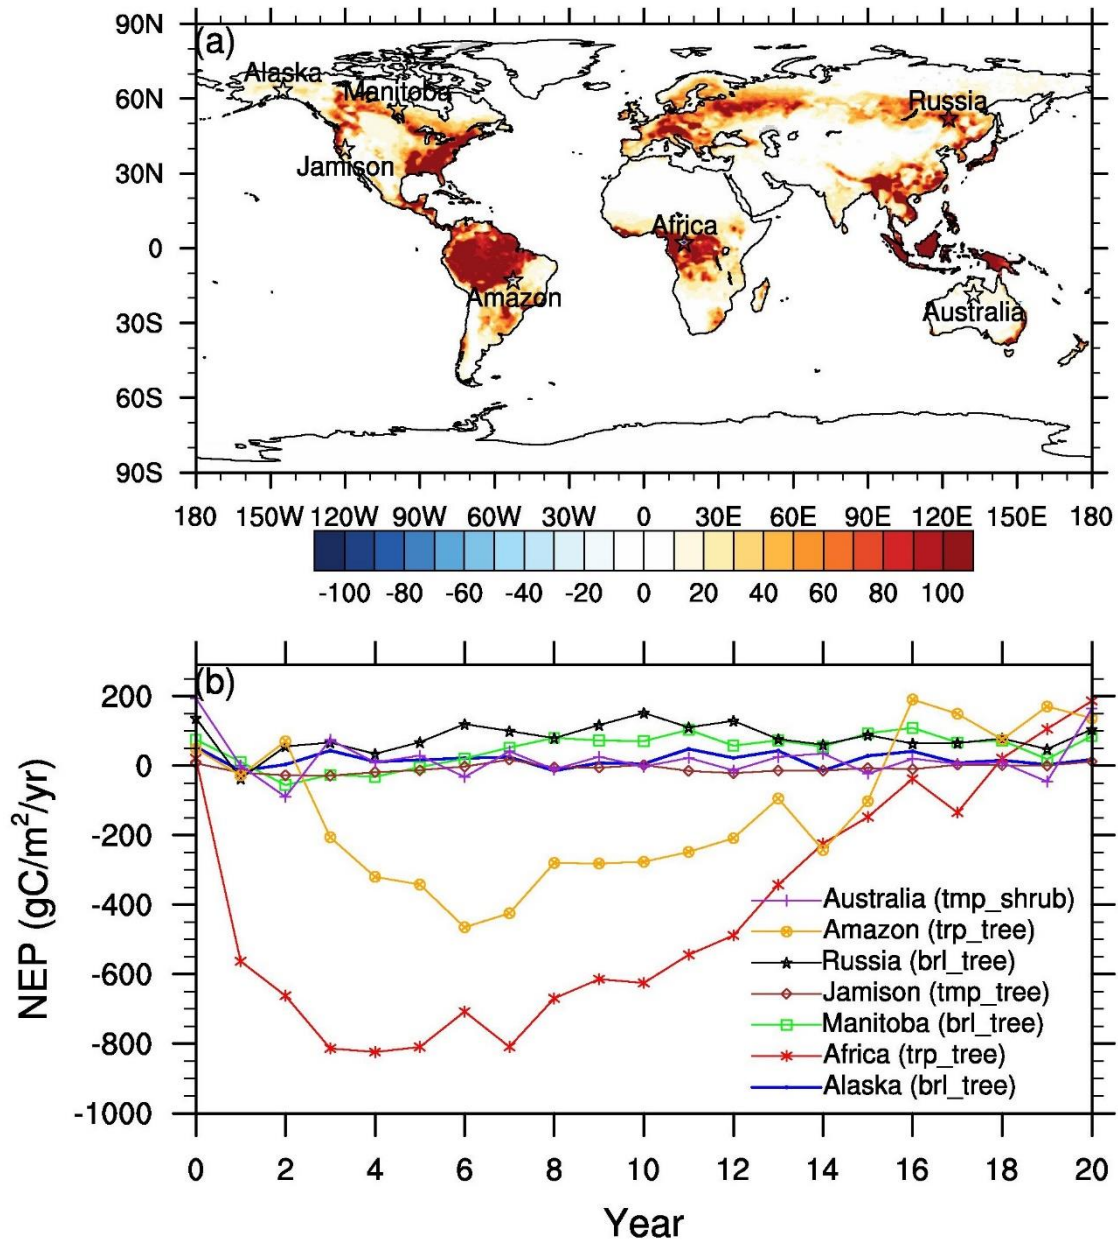 90N
(a)
Alaska
60N
Manitoba
Russia
Jamison
30N
Africa
0
Amazon
Australia
30S
60S
90S
180 150W 120W 90W 60W 30W 0 30E 60E 90E 120E 150E 180
-100 -80 -60 -40 -20 0 20 40 60 80 100
(b)
200
0
-200
-400
-600
-800
-1000
NEP (gC/m²/yr)
Australia (tmp_shrub)
Amazon (trp_tree)
Russia (brl_tree)
Jamison (tmp_tree)
Manitoba (brl_tree)
Africa (trp_tree)
Alaska (brl_tree)
0 2 4 6 8 10 12 14 16 18 20
Year